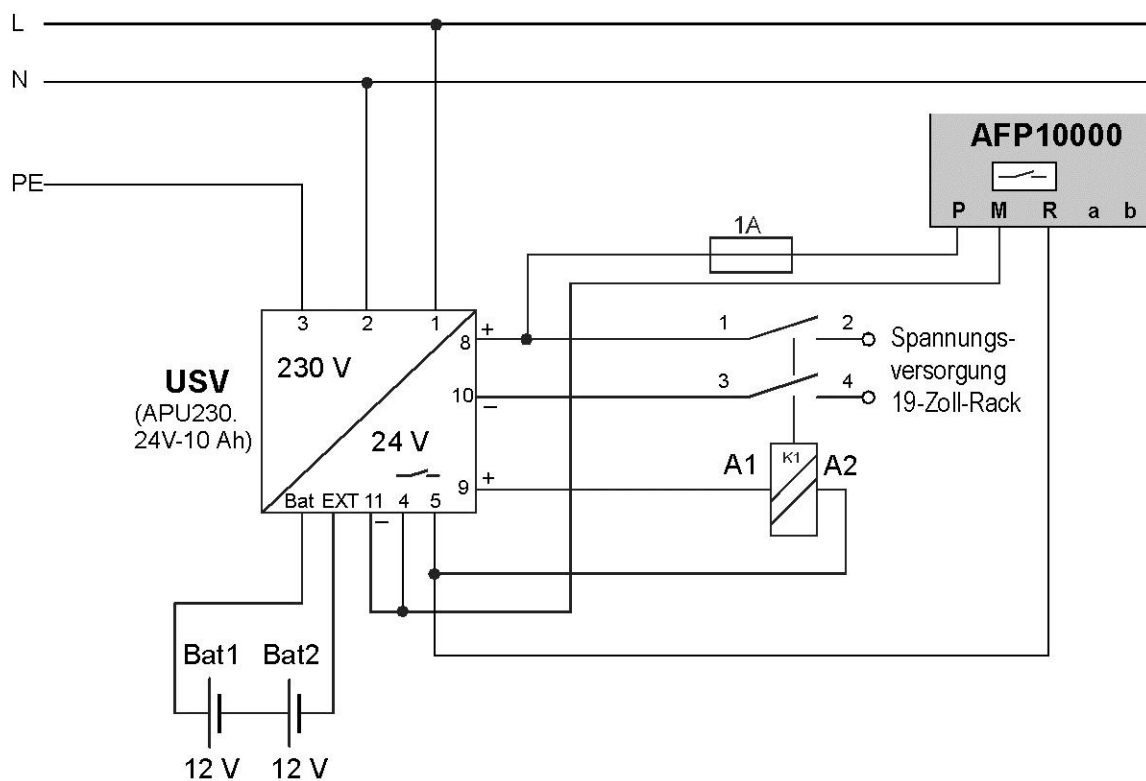 L
N
PE
AFP10000
P M R a b
1A
3 2 1
8 +
230 V
1 2
Spannungs-
versorgung
19-Zoll-Rack
USV
(APU230.
24V-10 Ah)
10
–
3 4
24 V
9 +
A1 K1 A2
Bat EXT 11 4 5
–
Bat1 Bat2
12 V 12 V